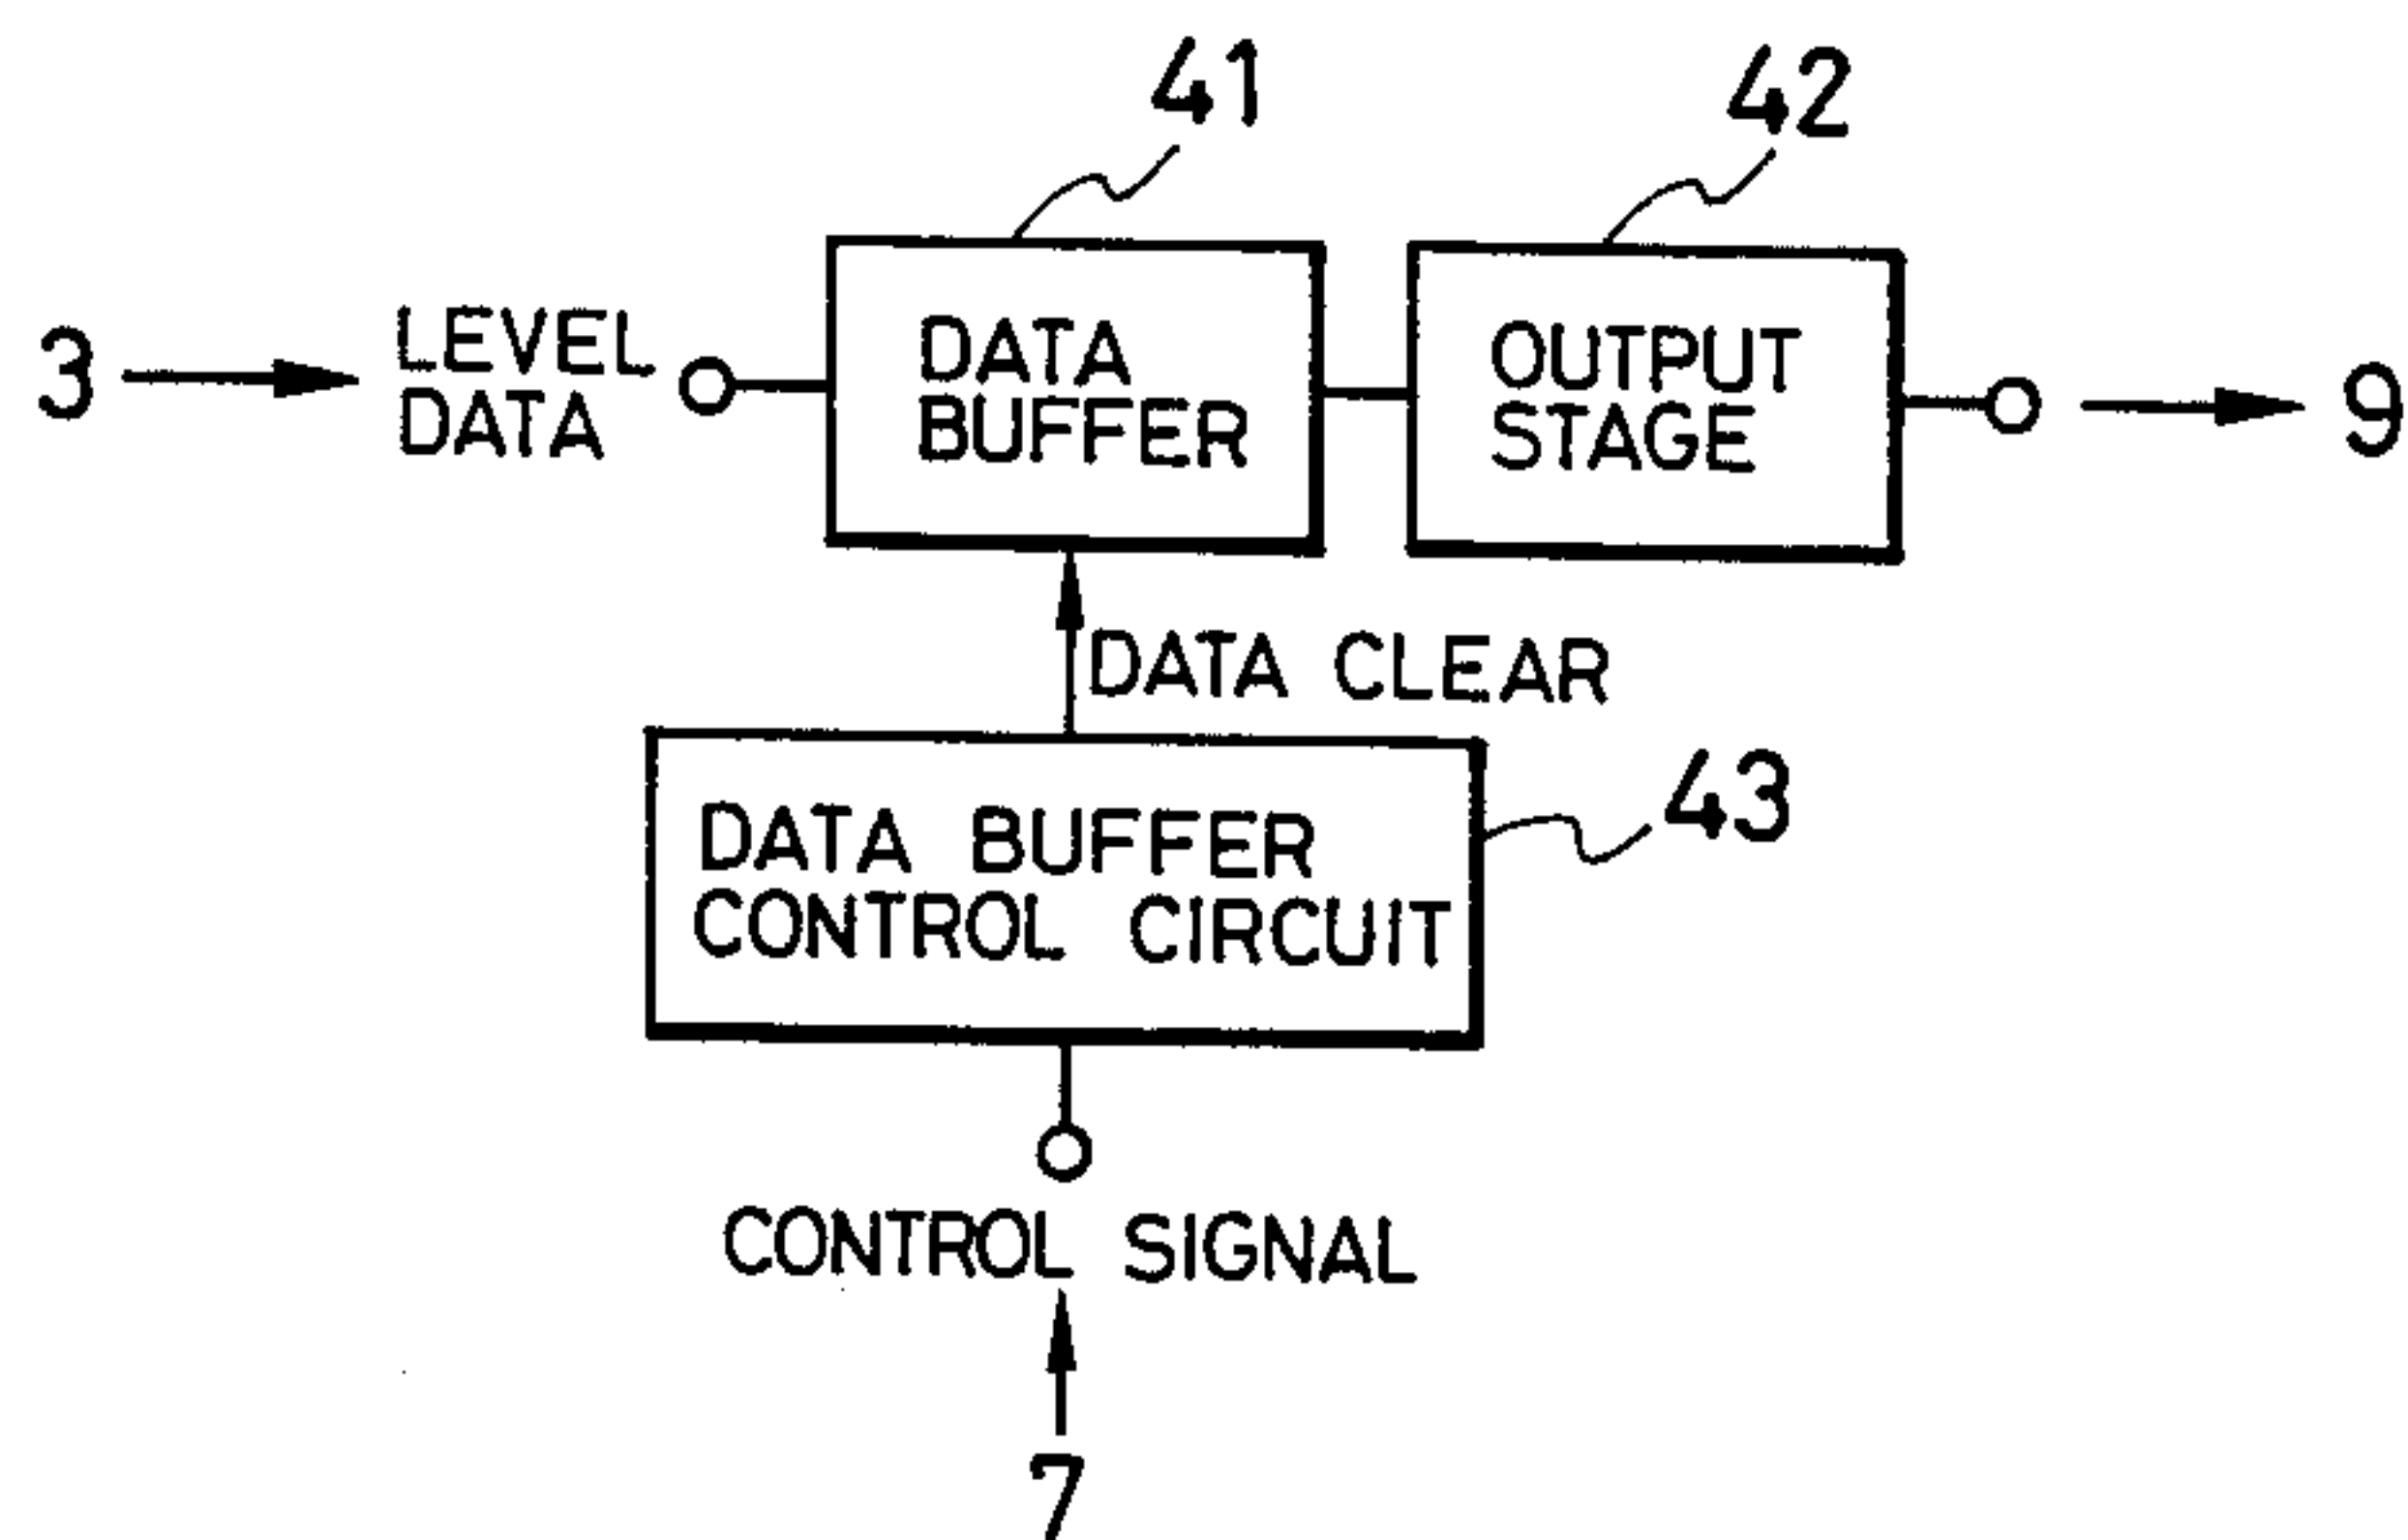 41
42
3
LEVEL
DATA
DATA
BUFFER
OUTPUT
STAGE
9
DATA CLEAR
DATA BUFFER
CONTROL CIRCUIT
43
CONTROL SIGNAL
7